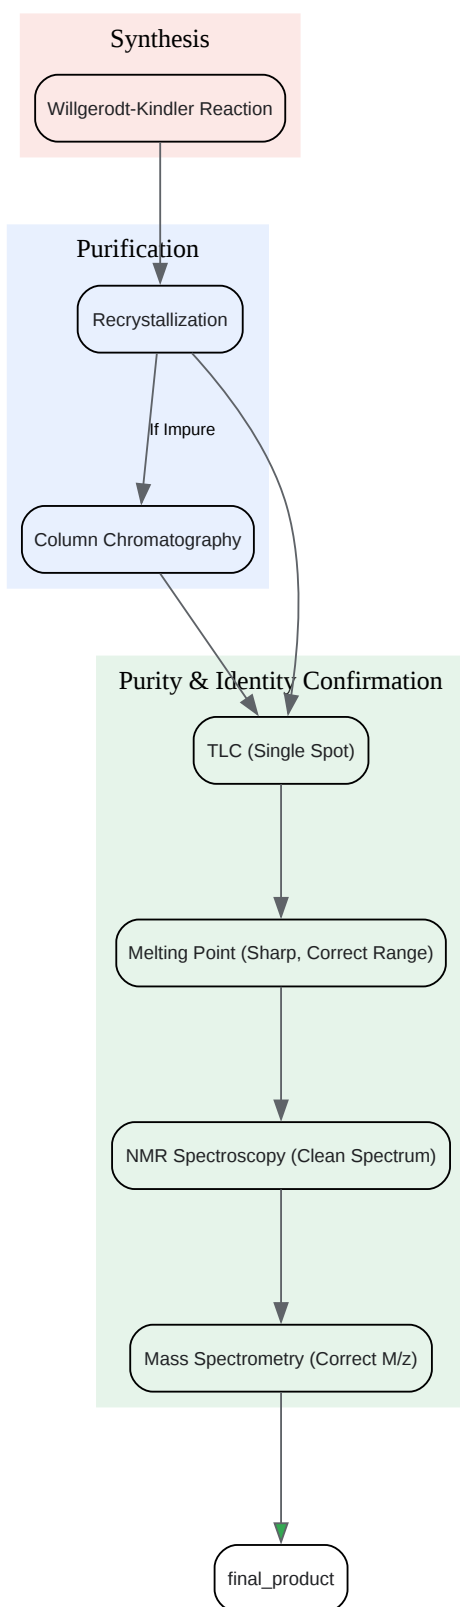 Synthesis
Willgerodt-Kindler Reaction
Purification
Recrystallization
If Impure
Column Chromatography
Purity & Identity Confirmation
TLC (Single Spot)
Melting Point (Sharp, Correct Range)
NMR Spectroscopy (Clean Spectrum)
Mass Spectrometry (Correct M/z)
final_product